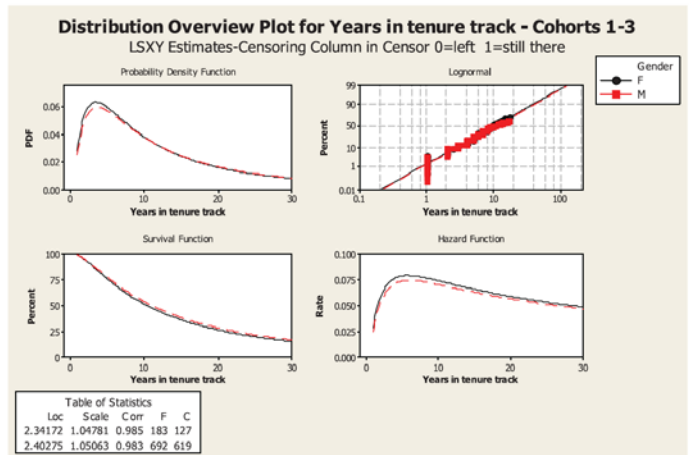 Distribution Overview Plot for Years in tenure track - Cohorts 1-3
LSXY Estimates-Censoring Column in Censor 0=left 1=still there
Probability Density Function
PDF
0.06
0.04
0.02
0.00
0 10 20 30
Years in tenure track
Lognormal
Percent
99
90
50
10
1
0.01
0.1 1 10 100
Years in tenure track
Gender
F
M
Survival Function
Percent
100
75
50
25
0
0 10 20 30
Years in tenure track
Hazard Function
Rate
0.100
0.075
0.050
0.025
0.000
0 10 20 30
Years in tenure track
Table of Statistics
Loc Scale Corr F C
2.34172 1.04781 0.985 183 127
2.40275 1.05063 0.983 692 619